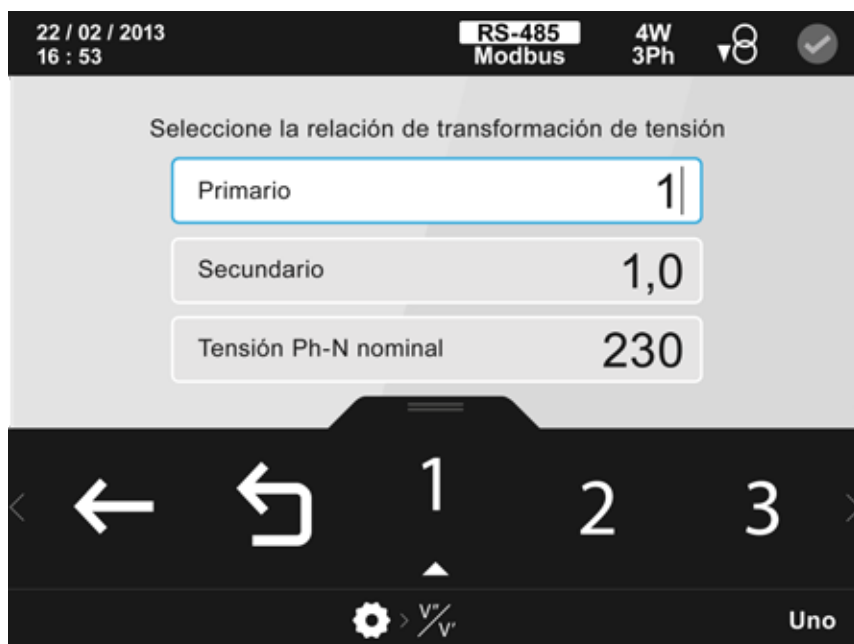 22 / 02 / 2013
16 : 53
RS-485
Modbus
4W
3Ph
Seleccione la relación de transformación de tensión
Primario 1
Secundario 1,0
Tensión Ph-N nominal 230
1 2 3
V"/V'
Uno